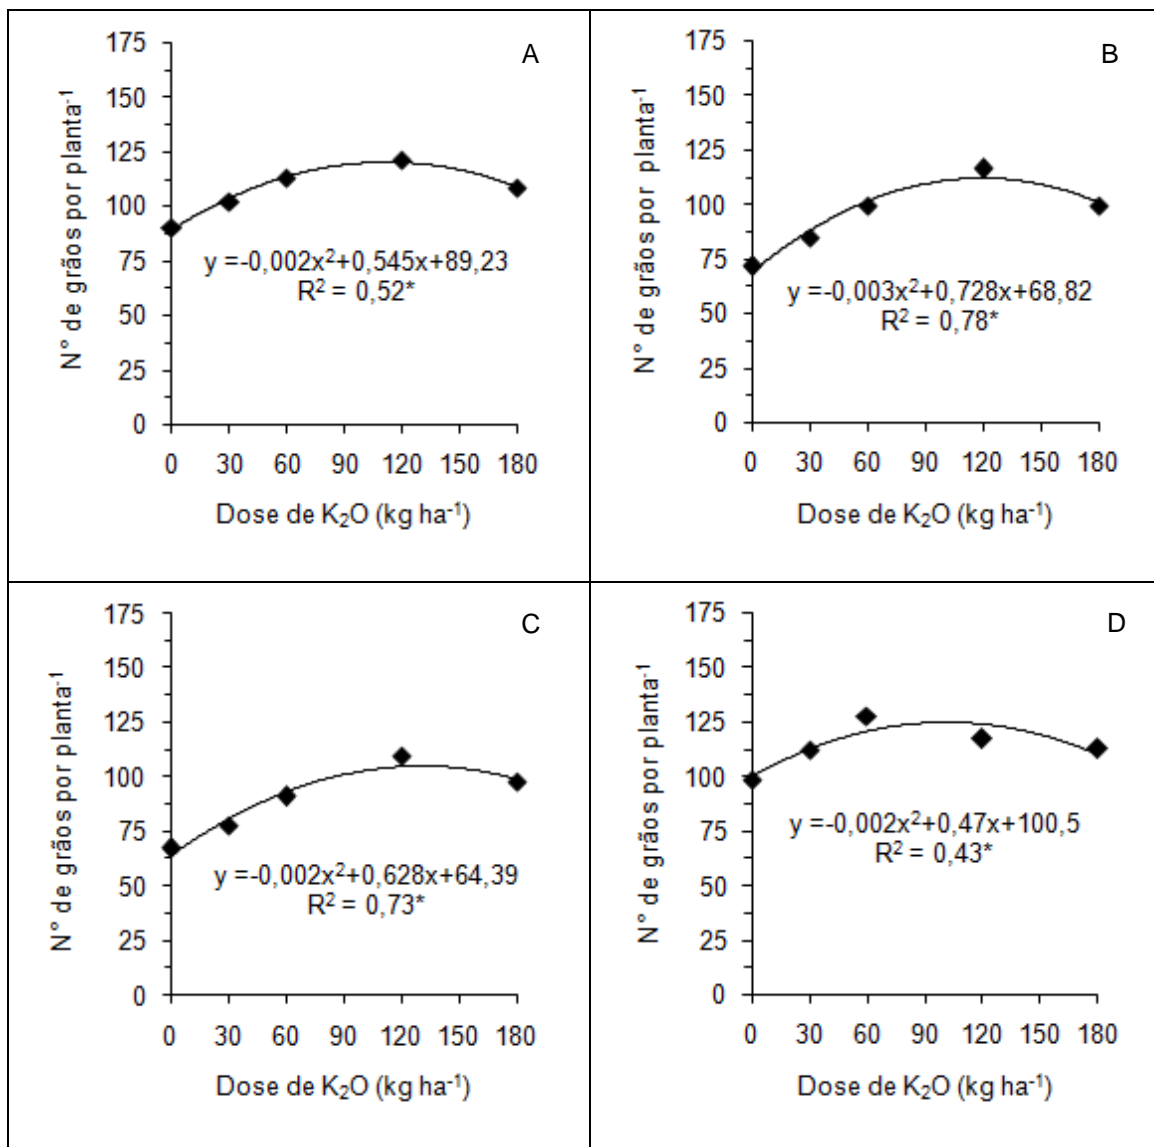 A
N° de grãos por planta-1
175
150
125
100
75
50
25
0
y =-0,002x²+0,545x+89,23
R² = 0,52*
0 30 60 90 120 150 180
Dose de K₂O (kg ha-1)
B
N° de grãos por planta-1
175
150
125
100
75
50
25
0
y =-0,003x²+0,728x+68,82
R² = 0,78*
0 30 60 90 120 150 180
Dose de K₂O (kg ha-1)
C
N° de grãos por planta-1
175
150
125
100
75
50
25
0
y =-0,002x²+0,628x+64,39
R² = 0,73*
0 30 60 90 120 150 180
Dose de K₂O (kg ha-1)
D
N° de grãos por planta-1
175
150
125
100
75
50
25
0
y =-0,002x²+0,47x+100,5
R² = 0,43*
0 30 60 90 120 150 180
Dose de K₂O (kg ha-1)